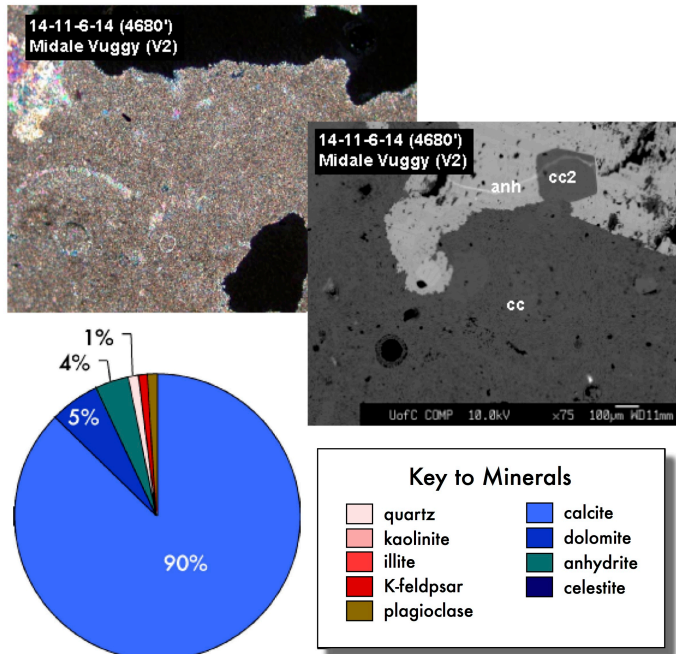 14-11-6-14 (4680')
Midale Vuggy (V2)
14-11-6-14 (4680')
Midale Vuggy (V2)
anh
cc2
cc
UofC COMP 10.0kV x75 100µm WD11mm
1%
4%
5%
90%
Key to Minerals
quartz
kaolinite
illite
K-feldpsar
plagioclase
calcite
dolomite
anhydrite
celestite